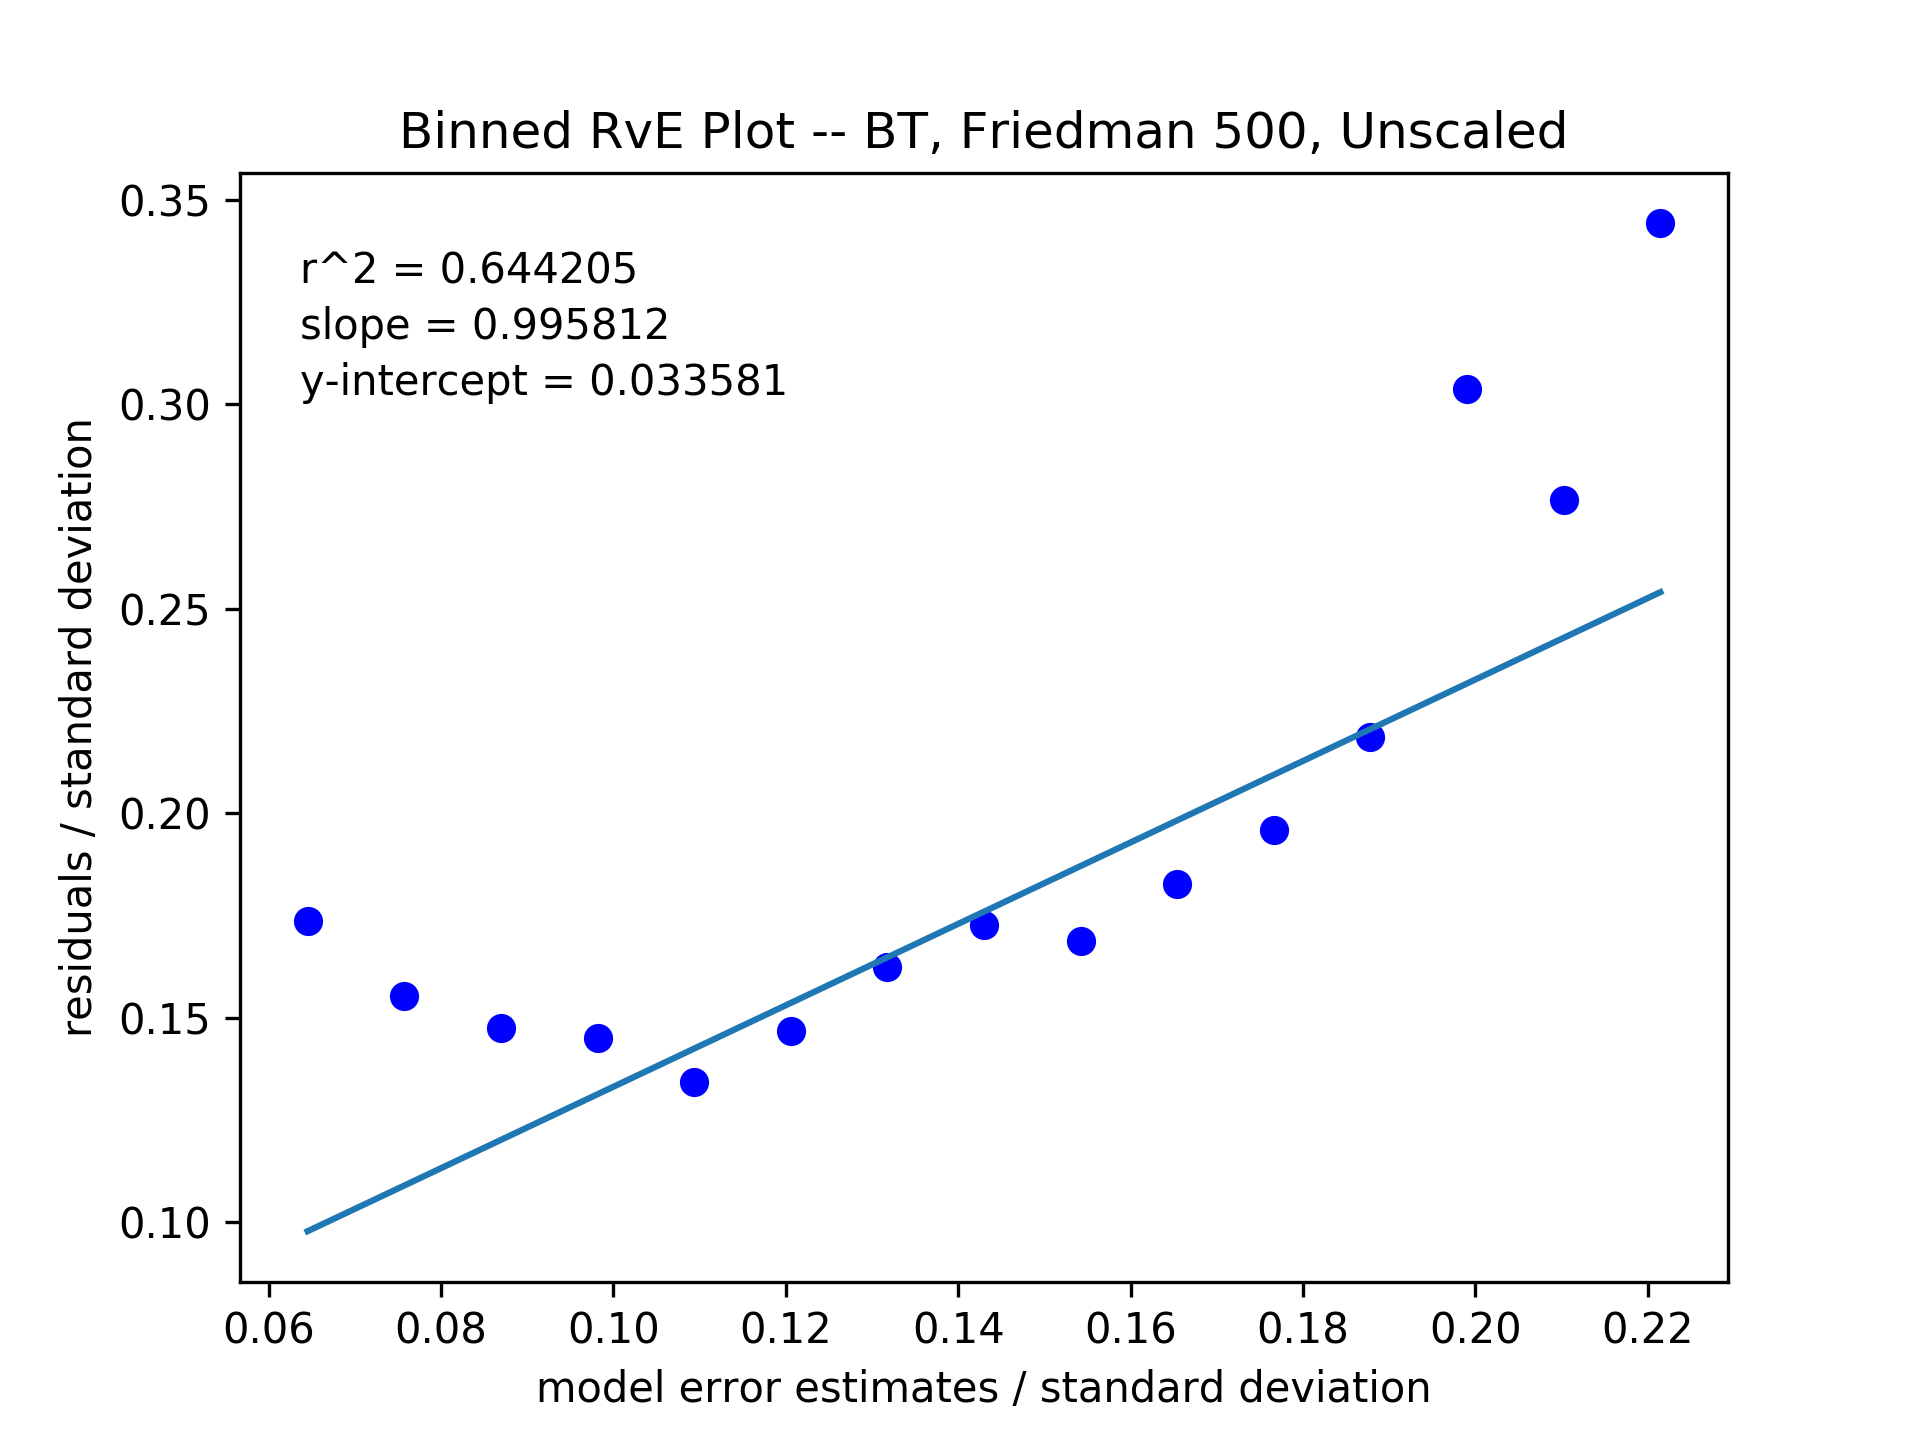 Binned RvE Plot -- BT, Friedman 500, Unscaled
r^2 = 0.644205
slope = 0.995812
y-intercept = 0.033581
residuals / standard deviation
0.35
0.30
0.25
0.20
0.15
0.10
0.06 0.08 0.10 0.12 0.14 0.16 0.18 0.20 0.22
model error estimates / standard deviation